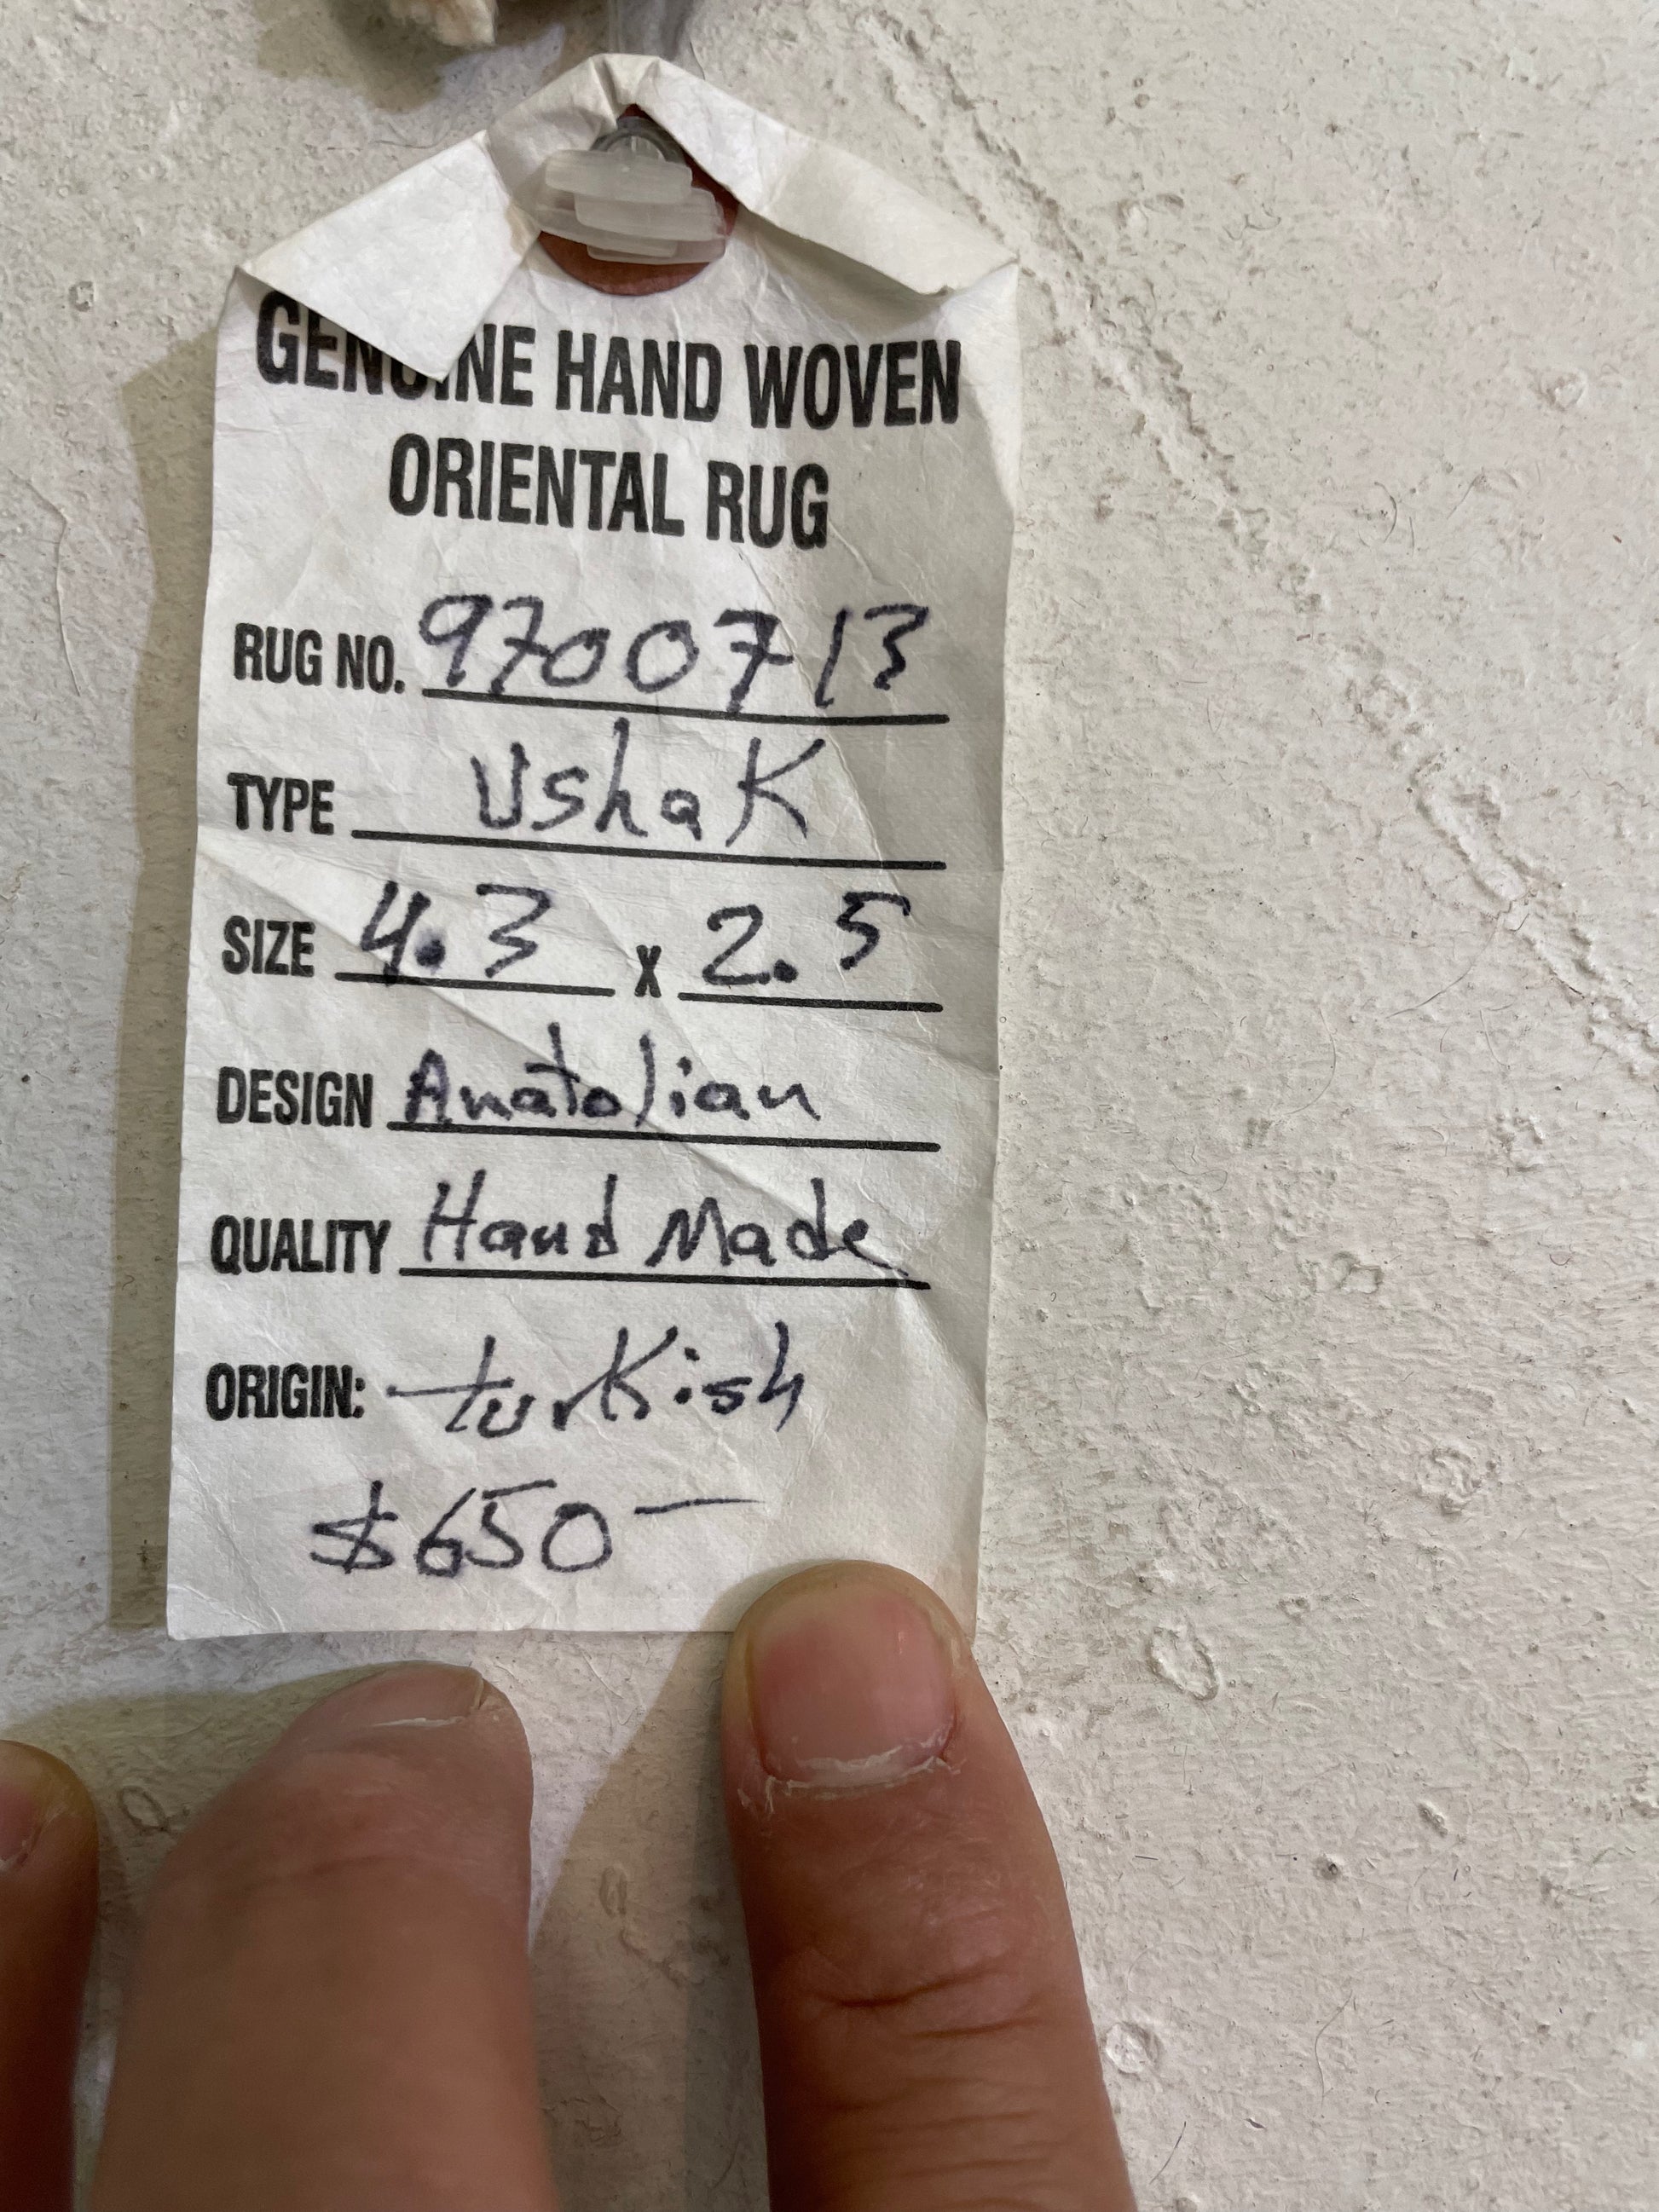 GENUINE HAND WOVEN
ORIENTAL RUG
RUG NO. 9700713
TYPE Ushak
SIZE 4.3 x 2.5
DESIGN Anatolian
QUALITY Hand Made
ORIGIN: turkish
$650-